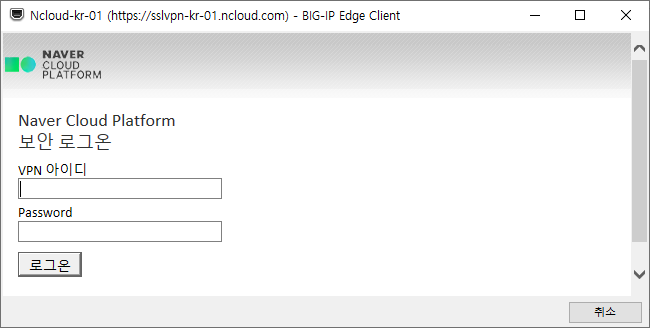 Ncloud-kr-01 (https://sslvpn-kr-01.ncloud.com) - BIG-IP Edge Client
NAVER
CLOUD
PLATFORM
Naver Cloud Platform
보안 로그온
VPN 아이디
Password
로그온
취소